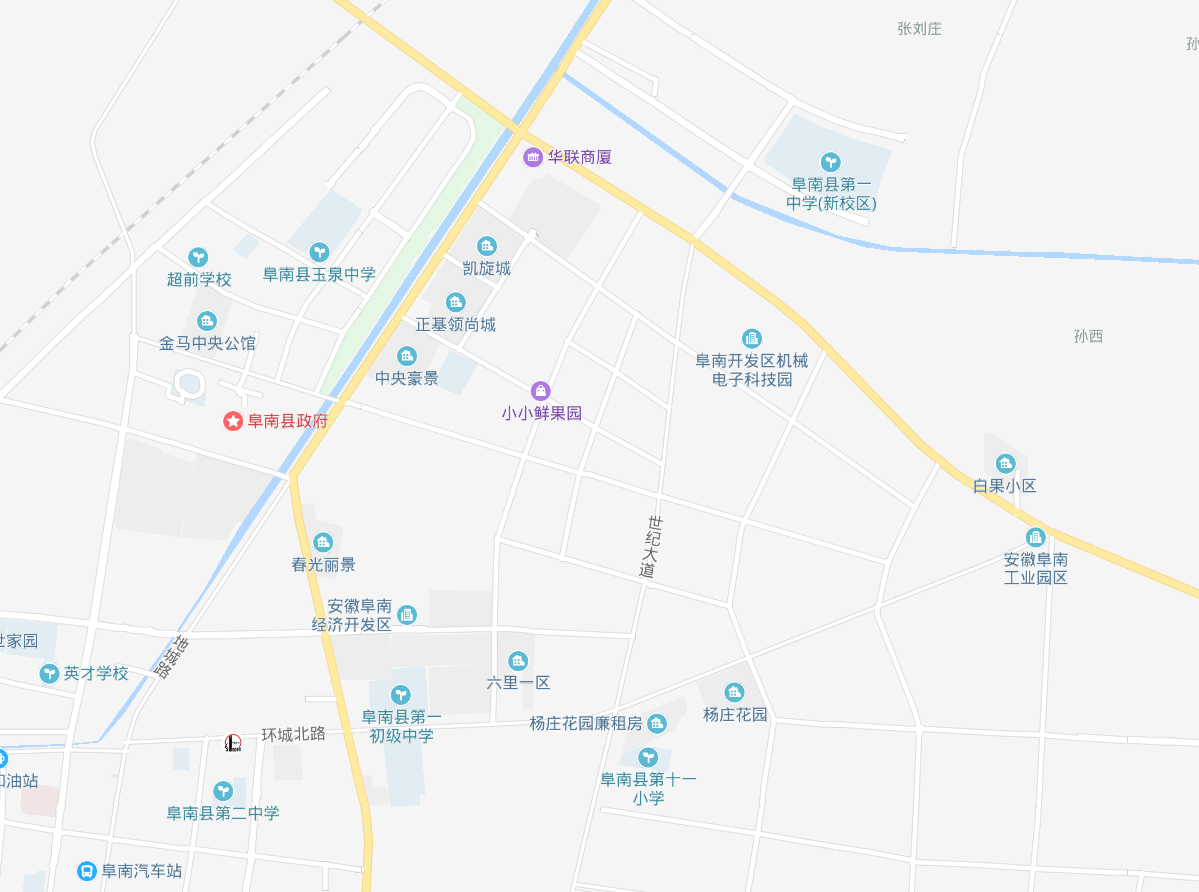 张刘庄
孙
华联商厦
阜南县第一
中学(新校区)
凯旋城
超前学校
阜南县玉泉中学
正基领尚城
金马中央公馆
孙西
阜南开发区机械
电子科技园
中央豪景
小小鲜果园
阜南县政府
白果小区
世纪大道
春光丽景
安徽阜南
工业园区
安徽阜南
经济开发区
世家园
地城路
英才学校
六里一区
阜南县第一
初级中学
杨庄花园廉租房
杨庄花园
环城北路
阜南县第十一
小学
加油站
阜南县第二中学
阜南汽车站